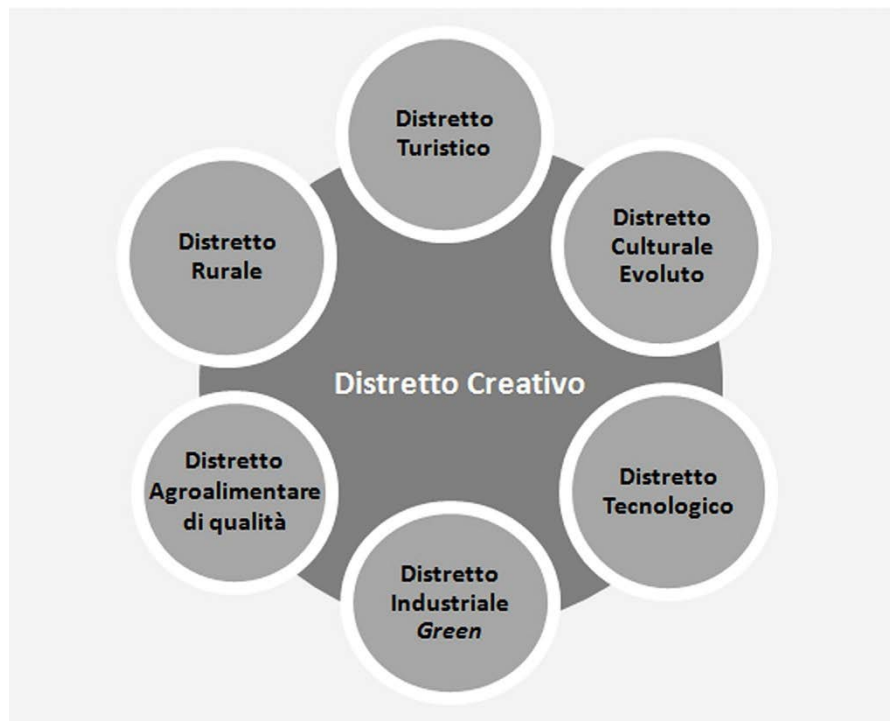 Distretto
Turistico
Distretto
Culturale
Evoluto
Distretto
Rurale
Distretto Creativo
Distretto
Agroalimentare
di qualità
Distretto
Tecnologico
Distretto
Industriale
Green